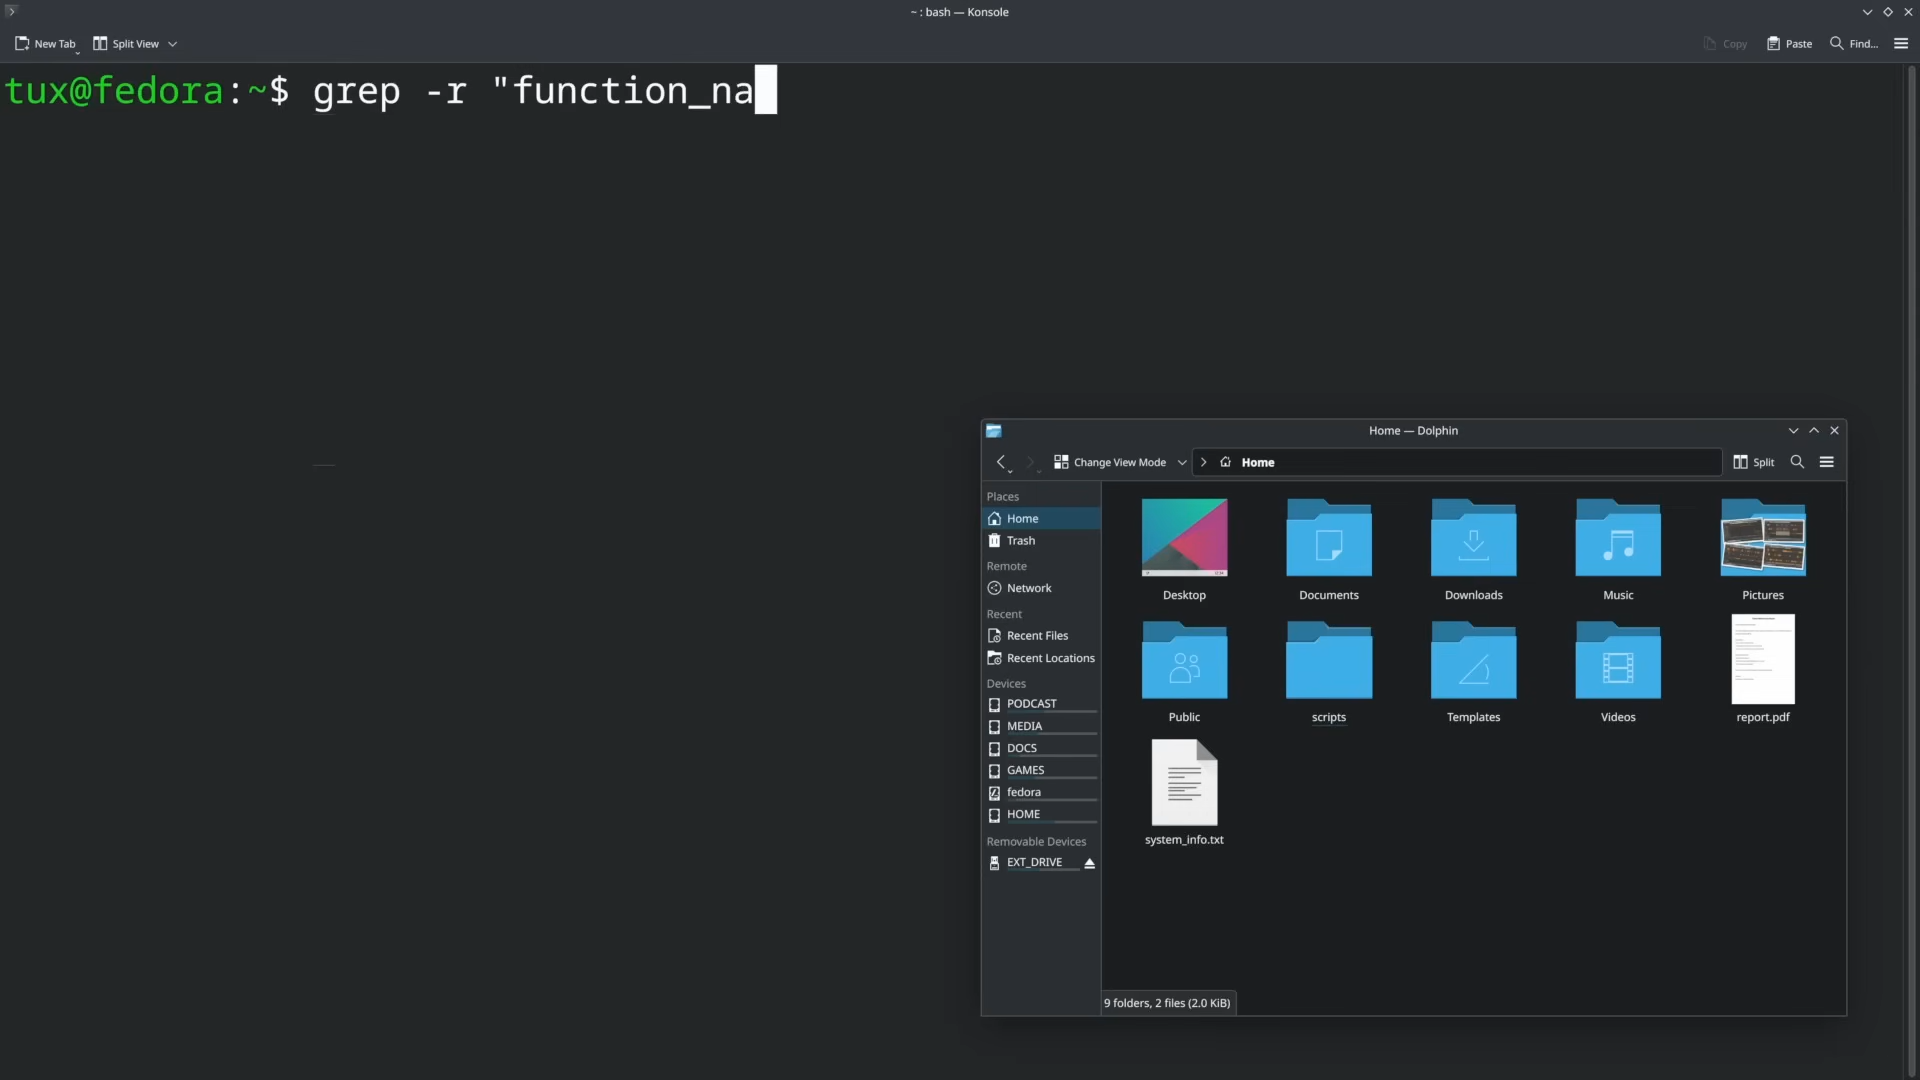 ~ : bash — Konsole
New Tab
Split View
Copy
Paste
Find...
tux@fedora:~$ grep -r "function_na
Home — Dolphin
Change View Mode
Home
Split
Places
Home
Trash
Remote
Network
Recent
Recent Files
Recent Locations
Devices
PODCAST
MEDIA
DOCS
GAMES
fedora
HOME
Removable Devices
EXT_DRIVE
Desktop
Documents
Downloads
Music
Pictures
Public
scripts
Templates
Videos
report.pdf
system_info.txt
9 folders, 2 files (2.0 KiB)